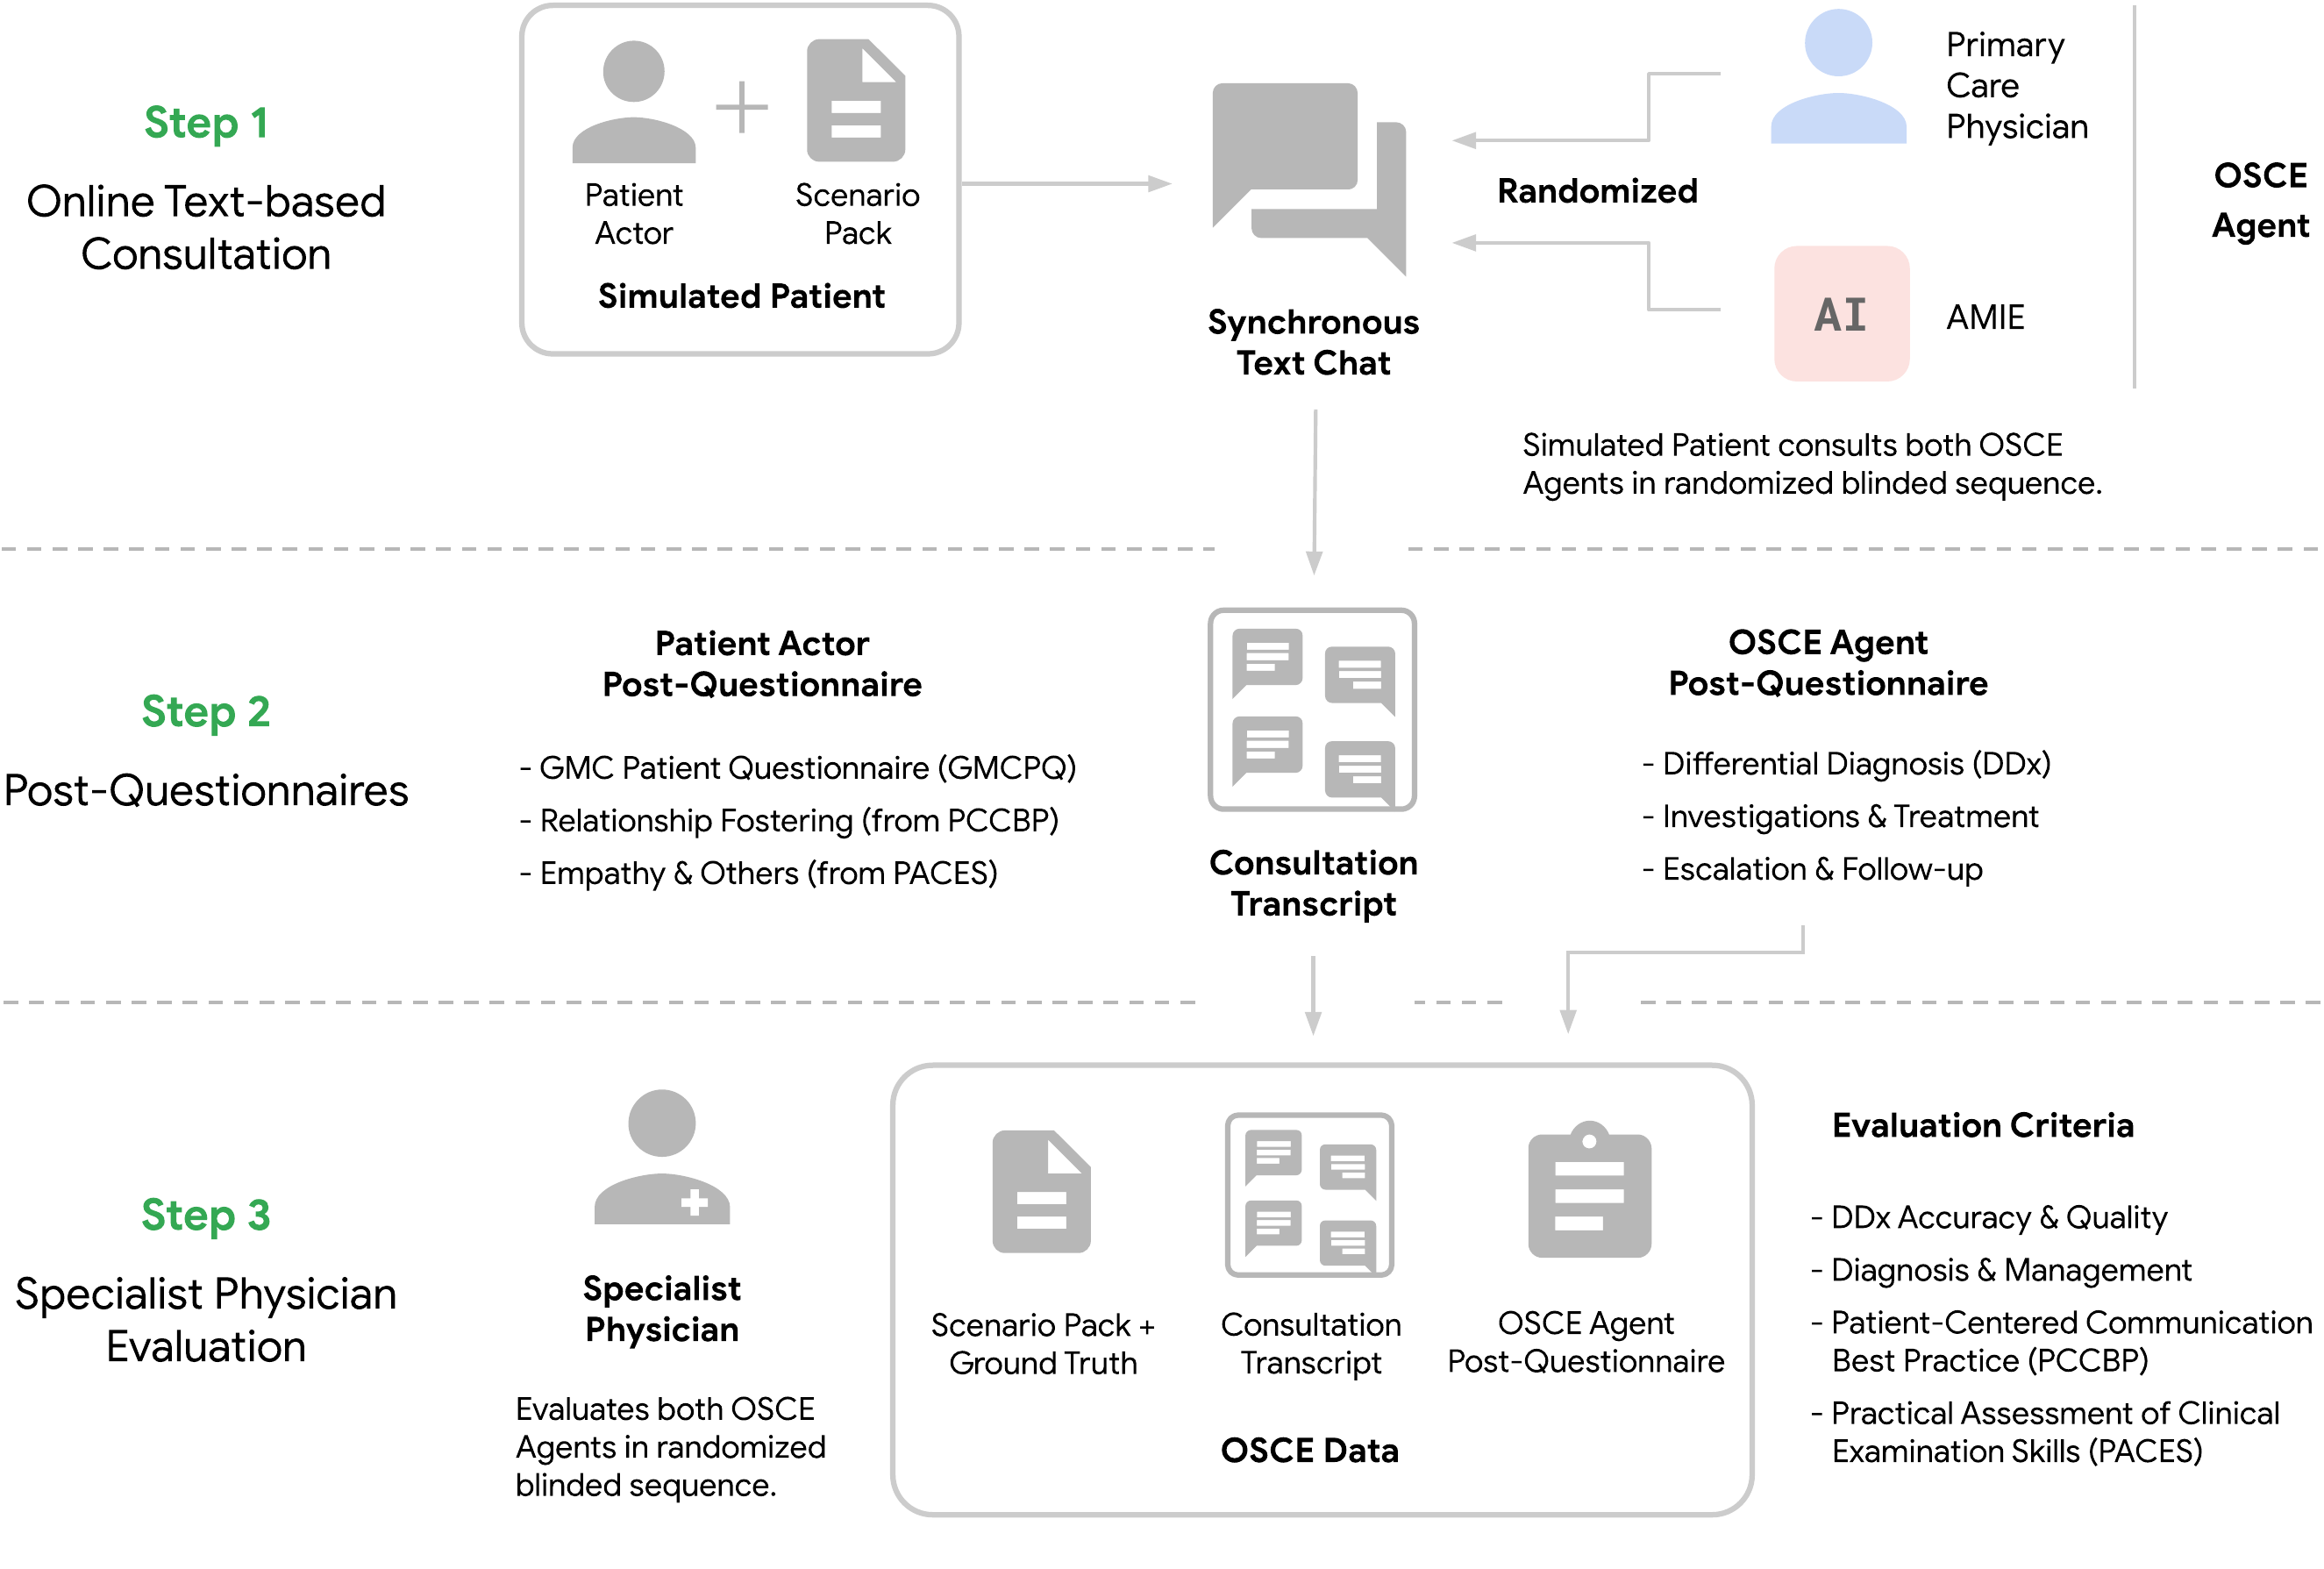 Step 1
Online Text-based
Consultation
Patient
Actor
Scenario
Pack
Simulated Patient
Synchronous
Text Chat
Randomized
Primary
Care
Physician
AI
AMIE
OSCE
Agent
Simulated Patient consults both OSCE
Agents in randomized blinded sequence.
Step 2
Post-Questionnaires
Patient Actor
Post-Questionnaire
- GMC Patient Questionnaire (GMCPQ)
- Relationship Fostering (from PCCBP)
- Empathy & Others (from PACES)
Consultation
Transcript
OSCE Agent
Post-Questionnaire
- Differential Diagnosis (DDx)
- Investigations & Treatment
- Escalation & Follow-up
Step 3
Specialist Physician
Evaluation
Specialist
Physician
Evaluates both OSCE
Agents in randomized
blinded sequence.
Scenario Pack +
Ground Truth
Consultation
Transcript
OSCE Agent
Post-Questionnaire
OSCE Data
Evaluation Criteria
- DDx Accuracy & Quality
- Diagnosis & Management
- Patient-Centered Communication
Best Practice (PCCBP)
- Practical Assessment of Clinical
Examination Skills (PACES)